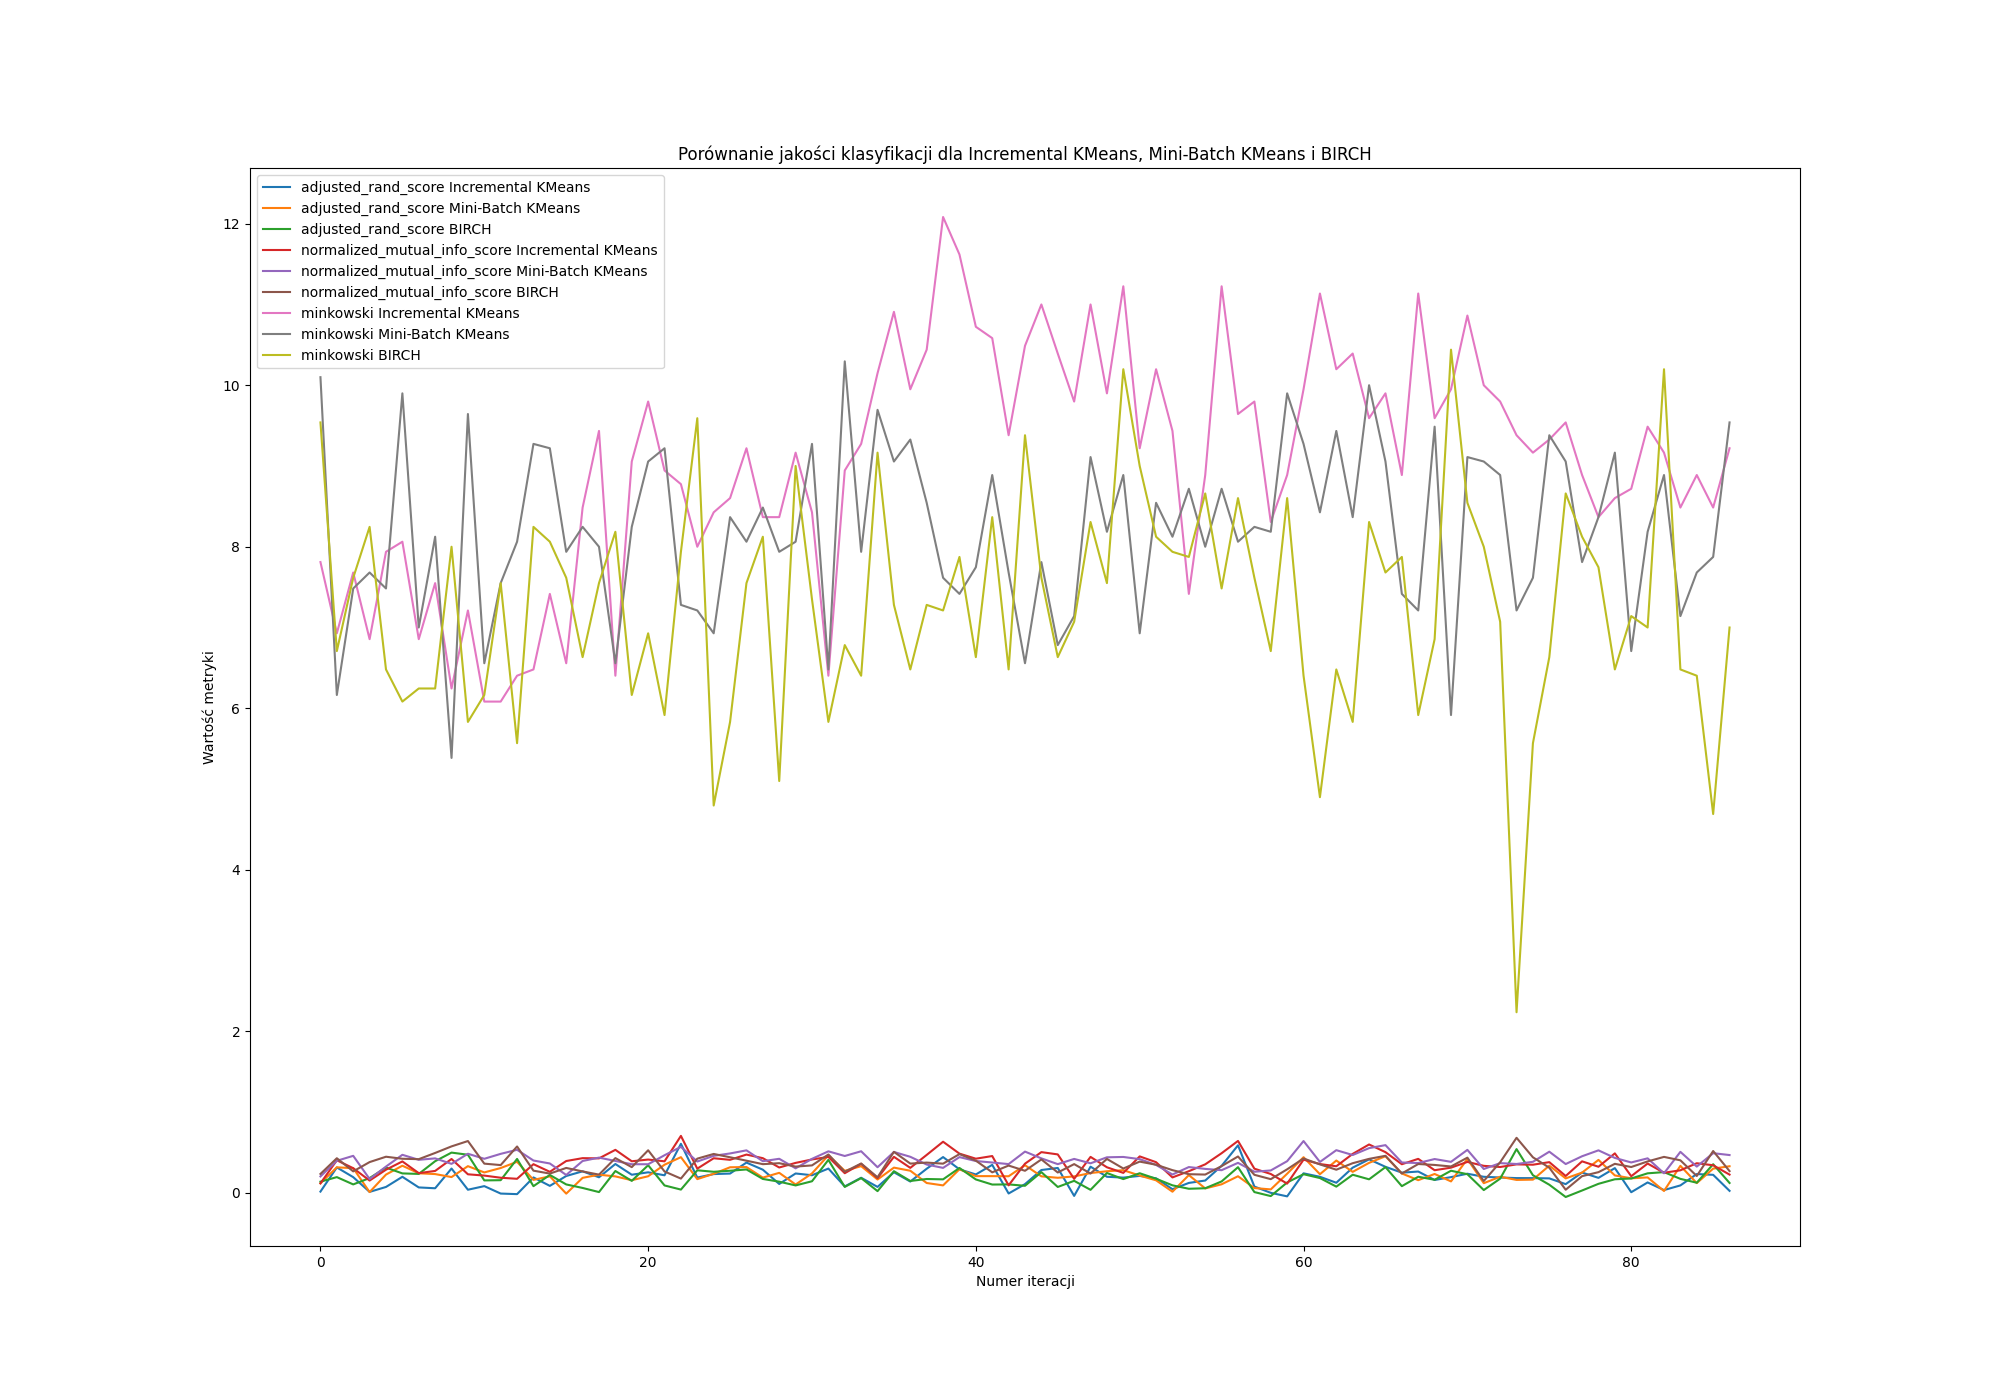 Porównanie jakości klasyfikacji dla Incremental KMeans, Mini-Batch KMeans i BIRCH
adjusted_rand_score Incremental KMeans
adjusted_rand_score Mini-Batch KMeans
adjusted_rand_score BIRCH
normalized_mutual_info_score Incremental KMeans
normalized_mutual_info_score Mini-Batch KMeans
normalized_mutual_info_score BIRCH
minkowski Incremental KMeans
minkowski Mini-Batch KMeans
minkowski BIRCH
12
10
8
6
4
2
0
Wartość metryki
0 20 40 60 80
Numer iteracji